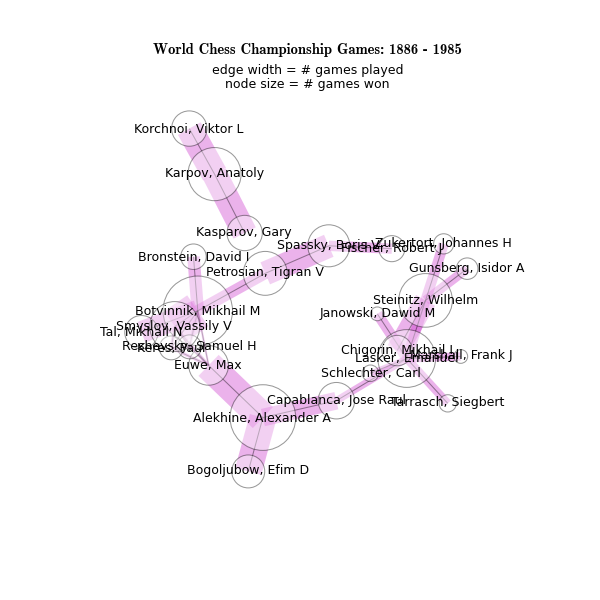 World Chess Championship Games: 1886 - 1985
edge width = # games played
node size = # games won
Korchnoi, Viktor L
Karpov, Anatoly
Kasparov, Gary
Spassky, Boris V
Fischer, Robert J
Zukertort, Johannes H
Bronstein, David I
Petrosian, Tigran V
Gunsberg, Isidor A
Steinitz, Wilhelm
Botvinnik, Mikhail M
Janowski, Dawid M
Smyslov, Vassily V
Tal, Mikhail N
Reshevsky, Samuel H
Keres, Paul
Chigorin, Mikhail I
Lasker, Emanuel
Marshall, Frank J
Euwe, Max
Schlechter, Carl
Capablanca, Jose Raul
Tarrasch, Siegbert
Alekhine, Alexander A
Bogoljubow, Efim D